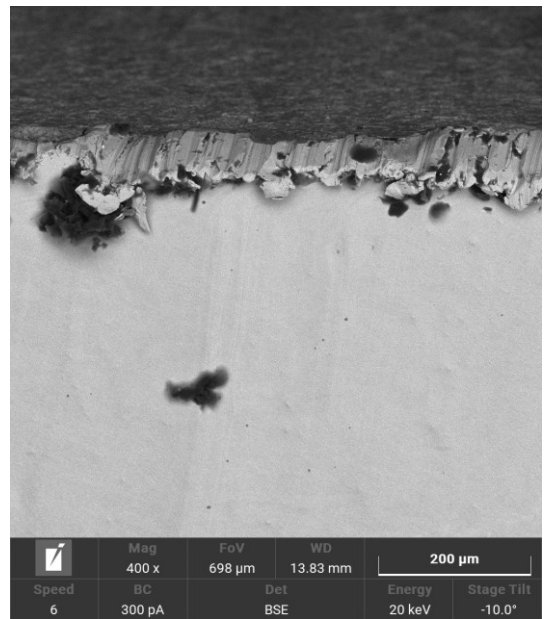 Mag FoV WD
400 x 698 µm 13.83 mm 200 µm
Speed BC Det Energy Stage Tilt
6 300 pA BSE 20 keV -10.0°